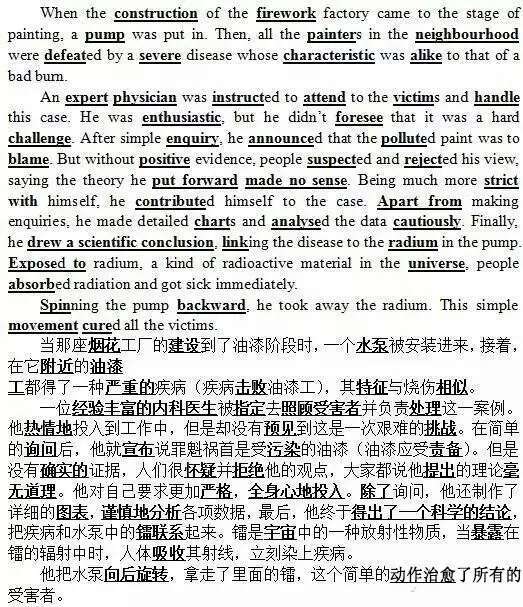 When the construction of the firework factory came to the stage of
painting, a pump was put in. Then, all the painters in the neighbourhood
were defeated by a severe disease whose characteristic was alike to that of a
bad burn.
An expert physician was instructed to attend to the victims and handle
this case. He was enthusiastic, but he didn’t foresee that it was a hard
challenge. After simple enquiry, he announced that the polluted paint was to
blame. But without positive evidence, people suspected and rejected his view,
saying the theory he put forward made no sense. Being much more strict
with himself, he contributed himself to the case. Apart from making
enquiries, he made detailed charts and analysed the data cautiously. Finally,
he drew a scientific conclusion, linking the disease to the radium in the pump.
Exposed to radium, a kind of radioactive material in the universe, people
absorbed radiation and got sick immediately.
Spinning the pump backward, he took away the radium. This simple
movement cured all the victims.
当那座烟花工厂的建设到了油漆阶段时，一个水泵被安装进来，接着，
在它附近的油漆
工都得了一种严重的疾病（疾病击败油漆工），其特征与烧伤相似。
一位经验丰富的内科医生被指定去照顾受害者并负责处理这一案例。
他热情地投入到工作中，但是却没有预见到这是一次艰难的挑战。在简单
的询问后，他就宣布说罪魁祸首是受污染的油漆（油漆应受责备）。但是
没有确实的证据，人们很怀疑并拒绝他的观点，大家都说他提出的理论毫
无道理。他对自己要求更加严格，全身心地投入。除了询问，他还制作了
详细的图表，谨慎地分析各项数据，最后，他终于得出了一个科学的结论，
把疾病和水泵中的镭联系起来。镭是宇宙中的一种放射性物质，当暴露在
镭的辐射中时，人体吸收其射线，立刻染上疾病。
他把水泵向后旋转，拿走了里面的镭，这个简单的动作治愈了所有的
受害者。